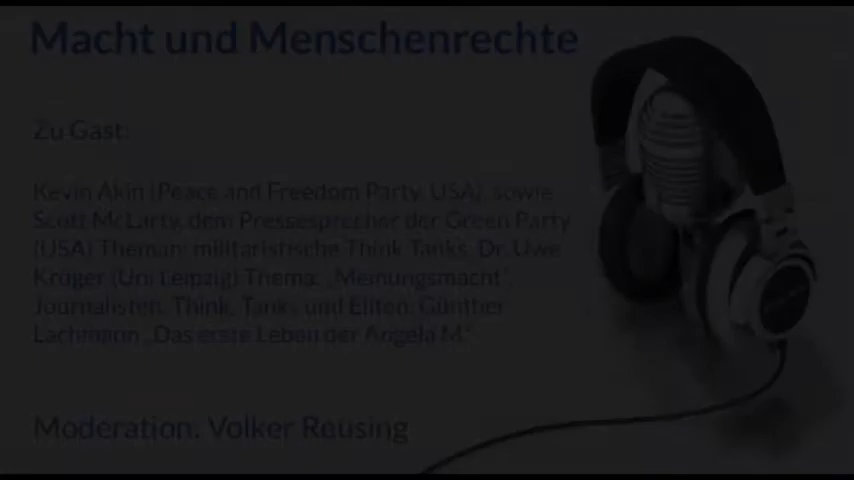 Macht und Menschenrechte
Zu Gast:
Kevin Akin (Peace and Freedom Party, USA), sowie
Scott McLarty, dem Pressesprecher der Green Party
(USA) Theman: militaristische Think Tanks, Dr. Uwe
Krüger (Uni Leipzig) Thema: „Meinungsmacht“,
Journalisten, Think, Tanks und Eliten, Günther
Lachmann „Das erste Leben der Angela M.“
Moderation: Volker Reusing